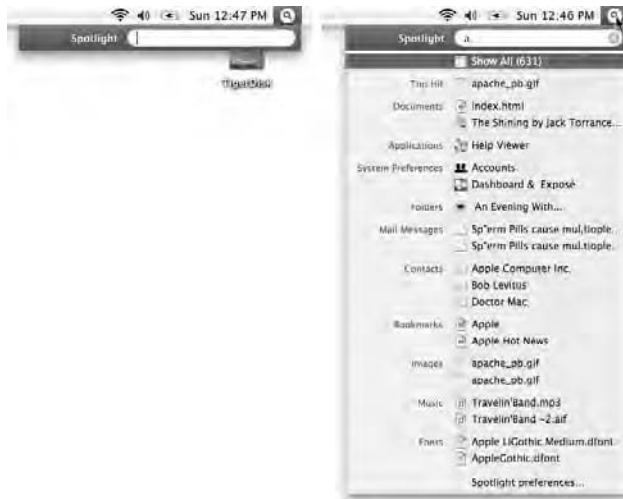 Sun 12:47 PM
Spotlight
TigerDisk
Sun 12:46 PM
Spotlight a
Show All (631)
Top Hit apache_pb.gif
Documents index.html
The Shining by Jack Torrance...
Applications Help Viewer
System Preferences Accounts
Dashboard & Exposé
Folders An Evening With...
Mail Messages Sp"erm Pills cause mul,tiople.
Sp"erm Pills cause mul.tiople.
Contacts Apple Computer Inc.
Bob Levitus
Doctor Mac
Bookmarks Apple
Apple Hot News
Images apache_pb.gif
apache_pb.gif
Music Travelin'Band.mp3
Travelin'Band ~2.aif
Fonts Apple LiGothic Medium.dfont
AppleGothic.dfont
Spotlight preferences...